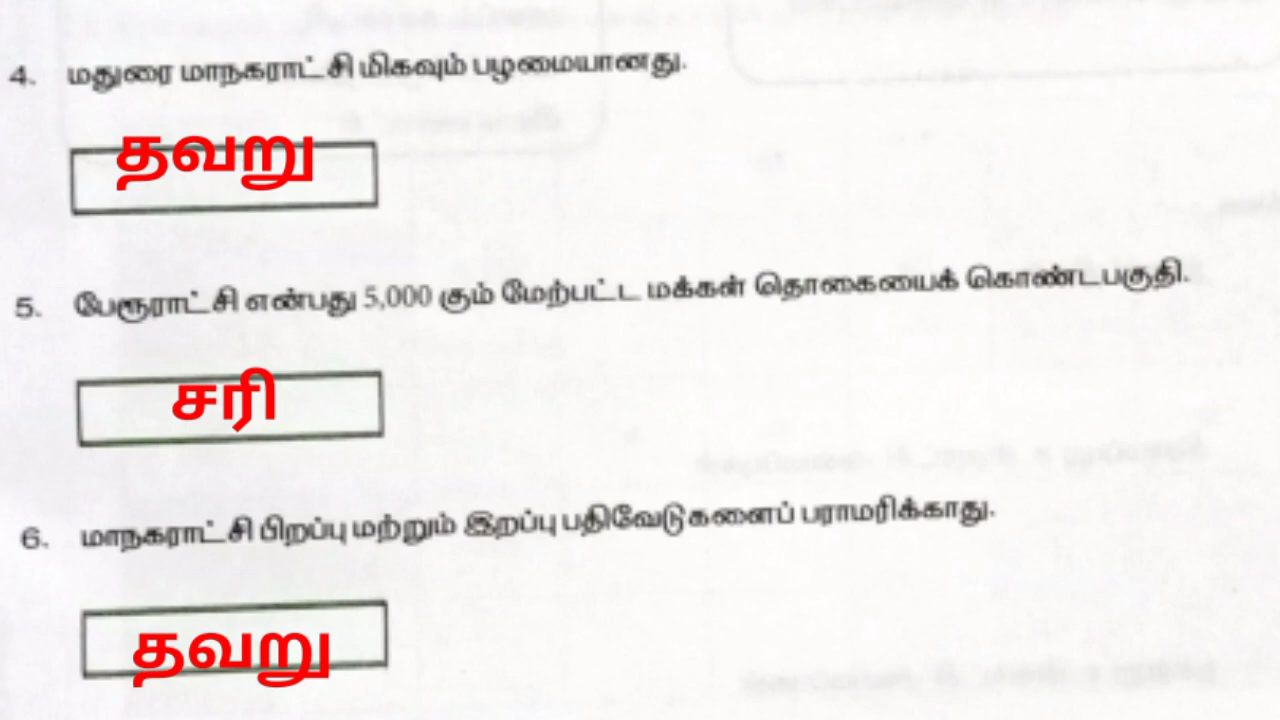 4. மதுரை மாநகராட்சி மிகவும் பழமையானது.
தவறு
5. பேரூராட்சி என்பது 5,000 கும் மேற்பட்ட மக்கள் தொகையைக் கொண்டபகுதி.
சரி
6. மாநகராட்சி பிறப்பு மற்றும் இறப்பு பதிவேடுகளைப் பராமரிக்காது.
தவறு